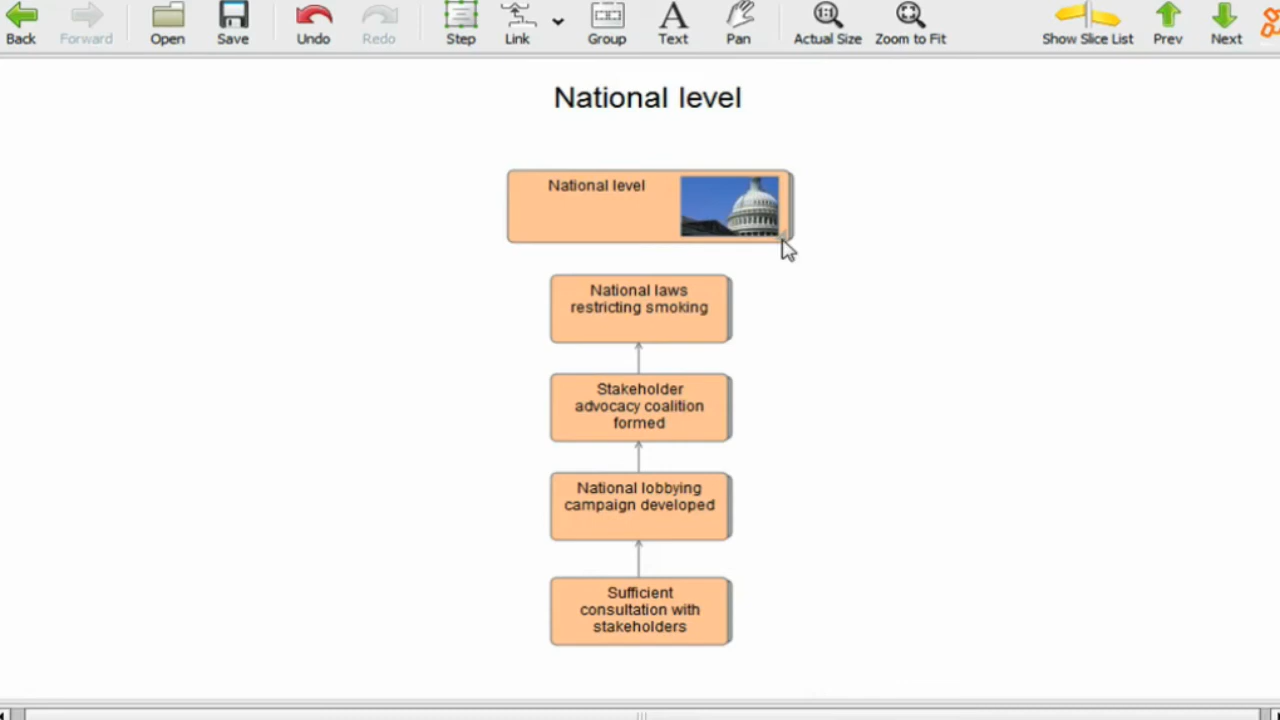 Back Forward Open Save Undo Redo Step Link Group Text Pan Actual Size Zoom to Fit Show Slice List Prev Next
National level
National level
National laws
restricting smoking
Stakeholder
advocacy coalition
formed
National lobbying
campaign developed
Sufficient
consultation with
stakeholders